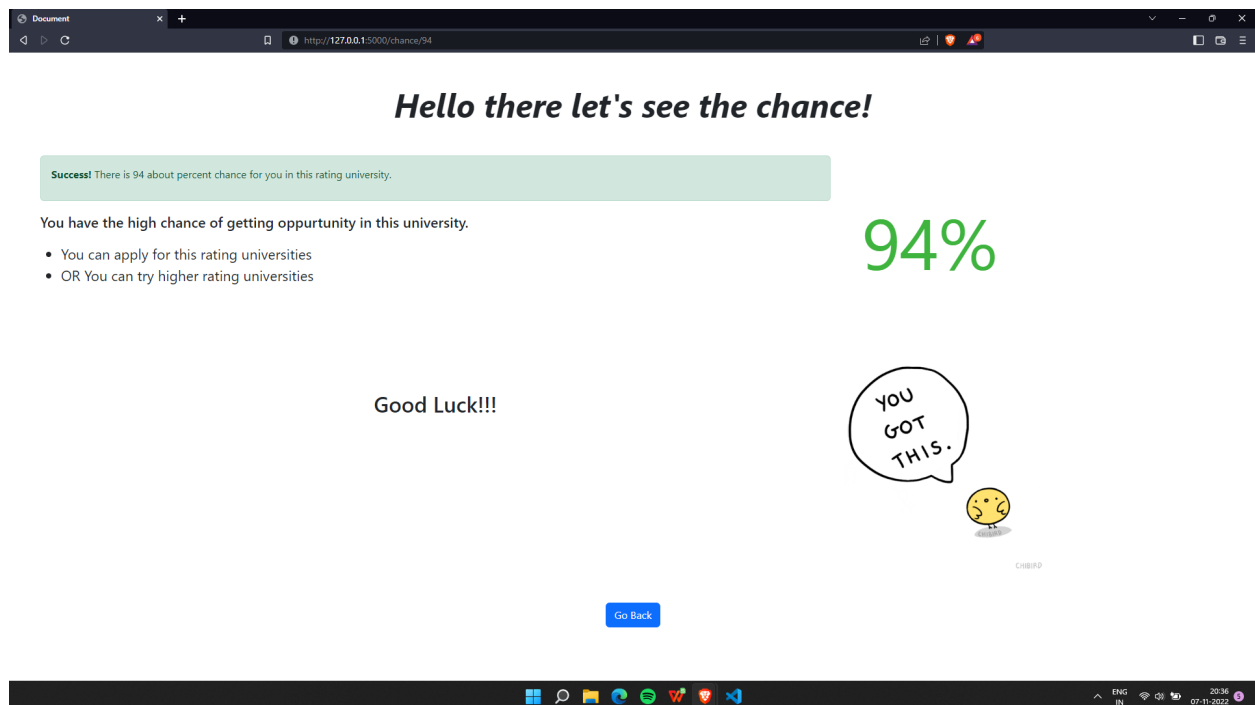 Document
http://127.0.0.1:5000/chance/94
Hello there let's see the chance!
Success! There is 94 about percent chance for you in this rating university.
You have the high chance of getting oppurtunity in this university.
You can apply for this rating universities
OR You can try higher rating universities
94%
Good Luck!!!
YOU
GOT
THIS.
CHIBIRD
Go Back
ENG
IN
20:36
07-11-2022
5